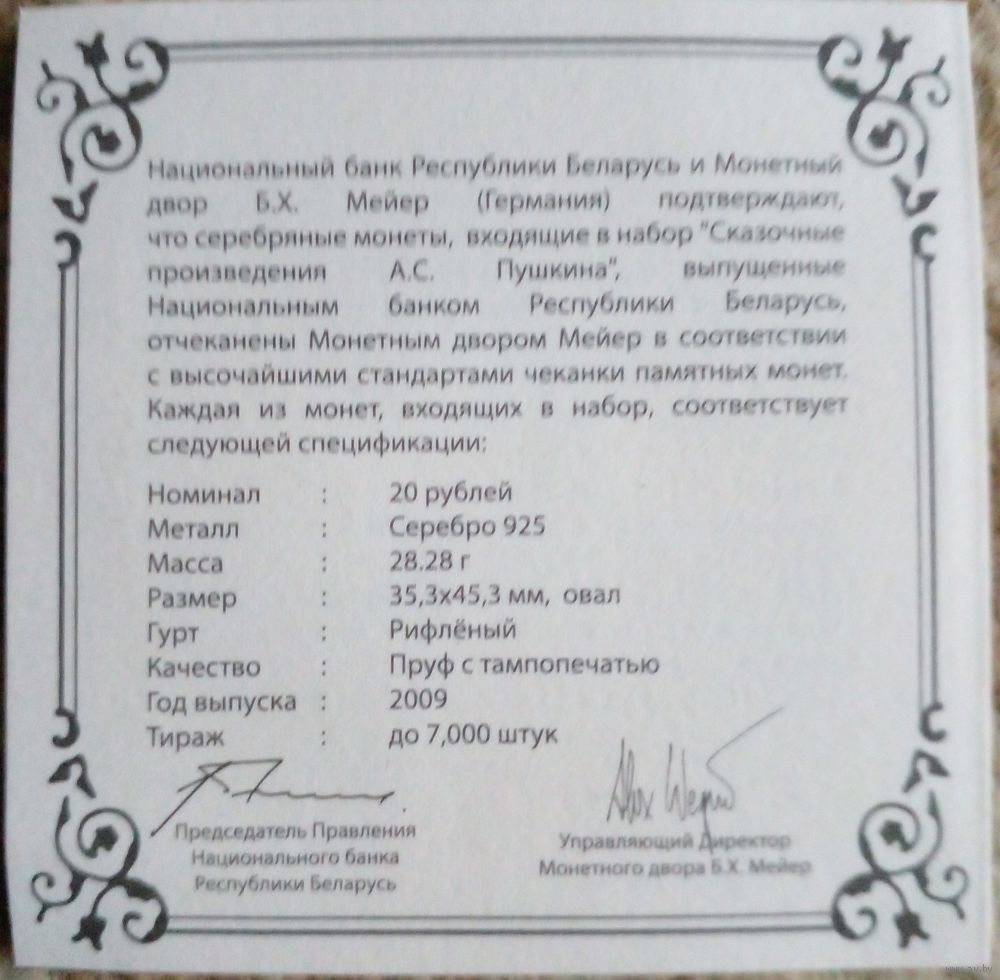 Национальный банк Республики Беларусь и Монетный
двор Б.Х. Мейер (Германия) подтверждают,
что серебряные монеты, входящие в набор "Сказочные
произведения А.С. Пушкина", выпущенные
Национальным банком Республики Беларусь,
отчеканены Монетным двором Мейер в соответствии
с высочайшими стандартами чеканки памятных монет.
Каждая из монет, входящих в набор, соответствует
следующей спецификации:
Номинал : 20 рублей
Металл : Серебро 925
Масса : 28.28 г
Размер : 35,3x45,3 мм, овал
Гурт : Рифлёный
Качество : Пруф с тампопечатью
Год выпуска : 2009
Тираж : до 7,000 штук
Председатель Правления
Национального банка
Республики Беларусь
Управляющий Директор
Монетного двора Б.Х. Мейер